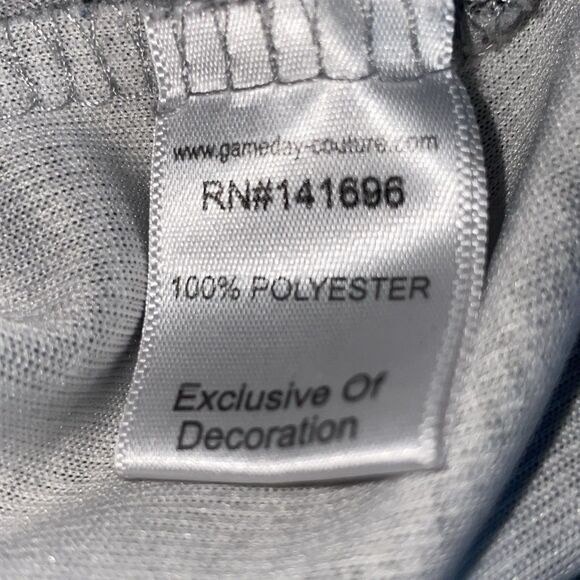 www.gameday-couture.com
RN#141696
100% POLYESTER
Exclusive Of
Decoration